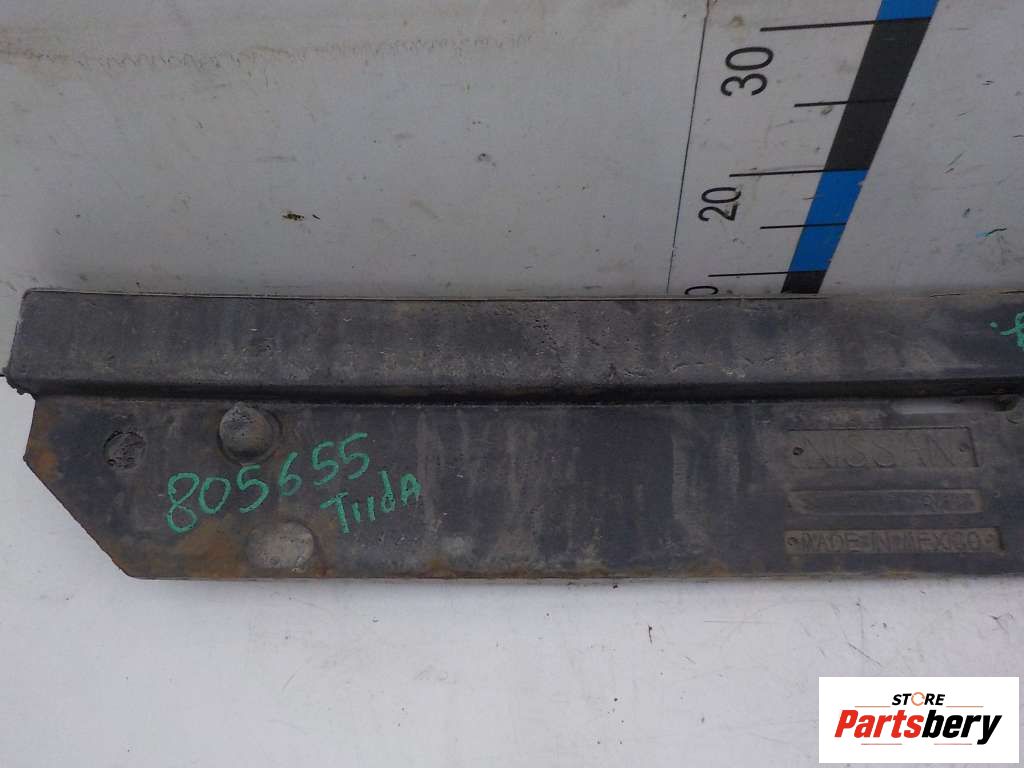 30
20
805655
TIIdA
NISSAN
MADE IN MEXICO
STORE
Partsbery